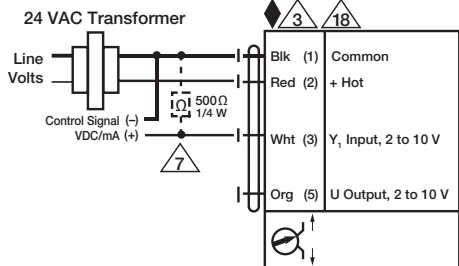 24 VAC Transformer
3 18
Line
Volts
Blk (1) Common
Red (2) + Hot
Ω 500Ω
1/4 W
Control Signal (–)
VDC/mA (+)
7
Wht (3) Y1 Input, 2 to 10 V
Org (5) U Output, 2 to 10 V